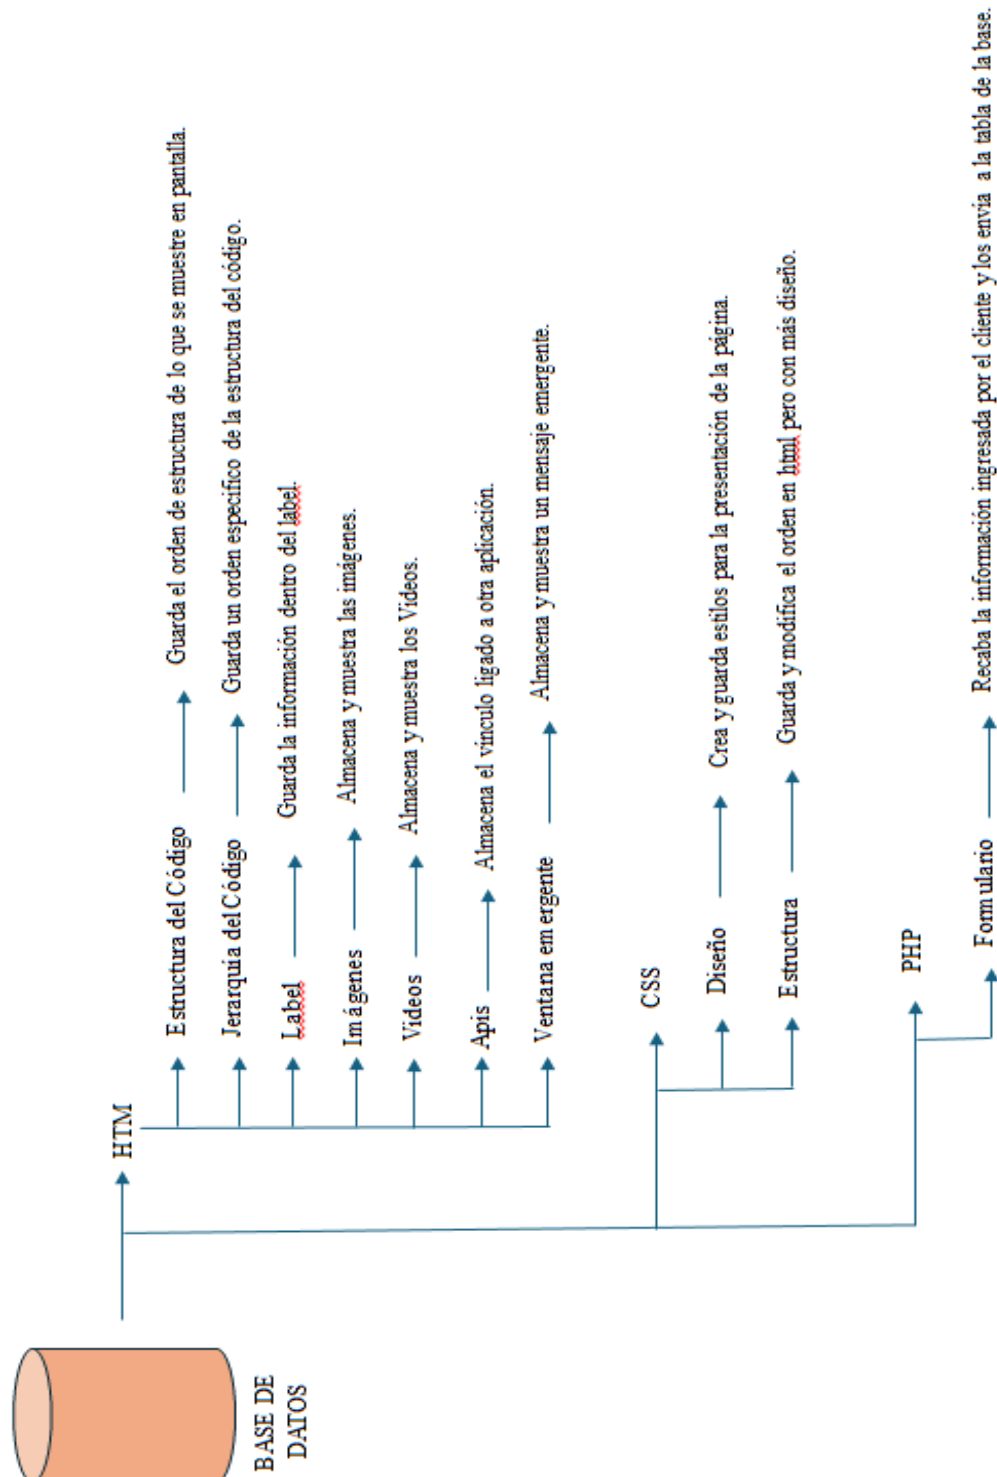 BASE DE
DATOS
HTM
Estructura del Código
Guarda el orden de estructura de lo que se muestre en pantalla.
Jerarquia del Código
Guarda un orden especifico de la estructura del código.
Label
Guarda la información dentro del label.
Imágenes
Almacena y muestra las imágenes.
Videos
Almacena y muestra los Videos.
Apis
Almacena el vinculo ligado a otra aplicación.
Ventana emergente
Almacena y muestra un mensaje emergente.
CSS
Diseño
Crea y guarda estilos para la presentación de la página.
Estructura
Guarda y modifica el orden en html pero con más diseño.
PHP
Formulario
Recaba la información ingresada por el cliente y los envia a la tabla de la base.